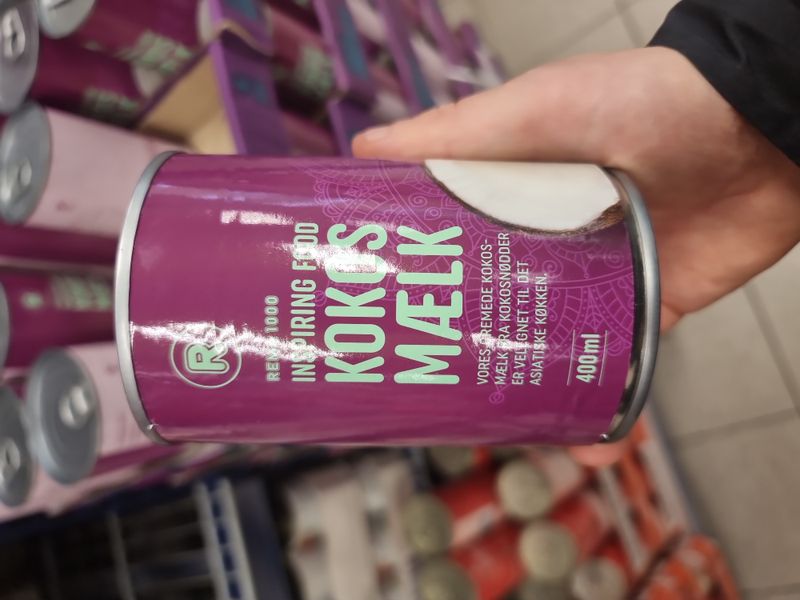 R
REMA 1000
INSPIRING FOOD
KOKOS
MÆLK
VORES CREMEDE KOKOS-
MÆLK FRA KOKOSNØDDER
ER VELEGNET TIL DET
ASIATISKE KØKKEN.
400ml